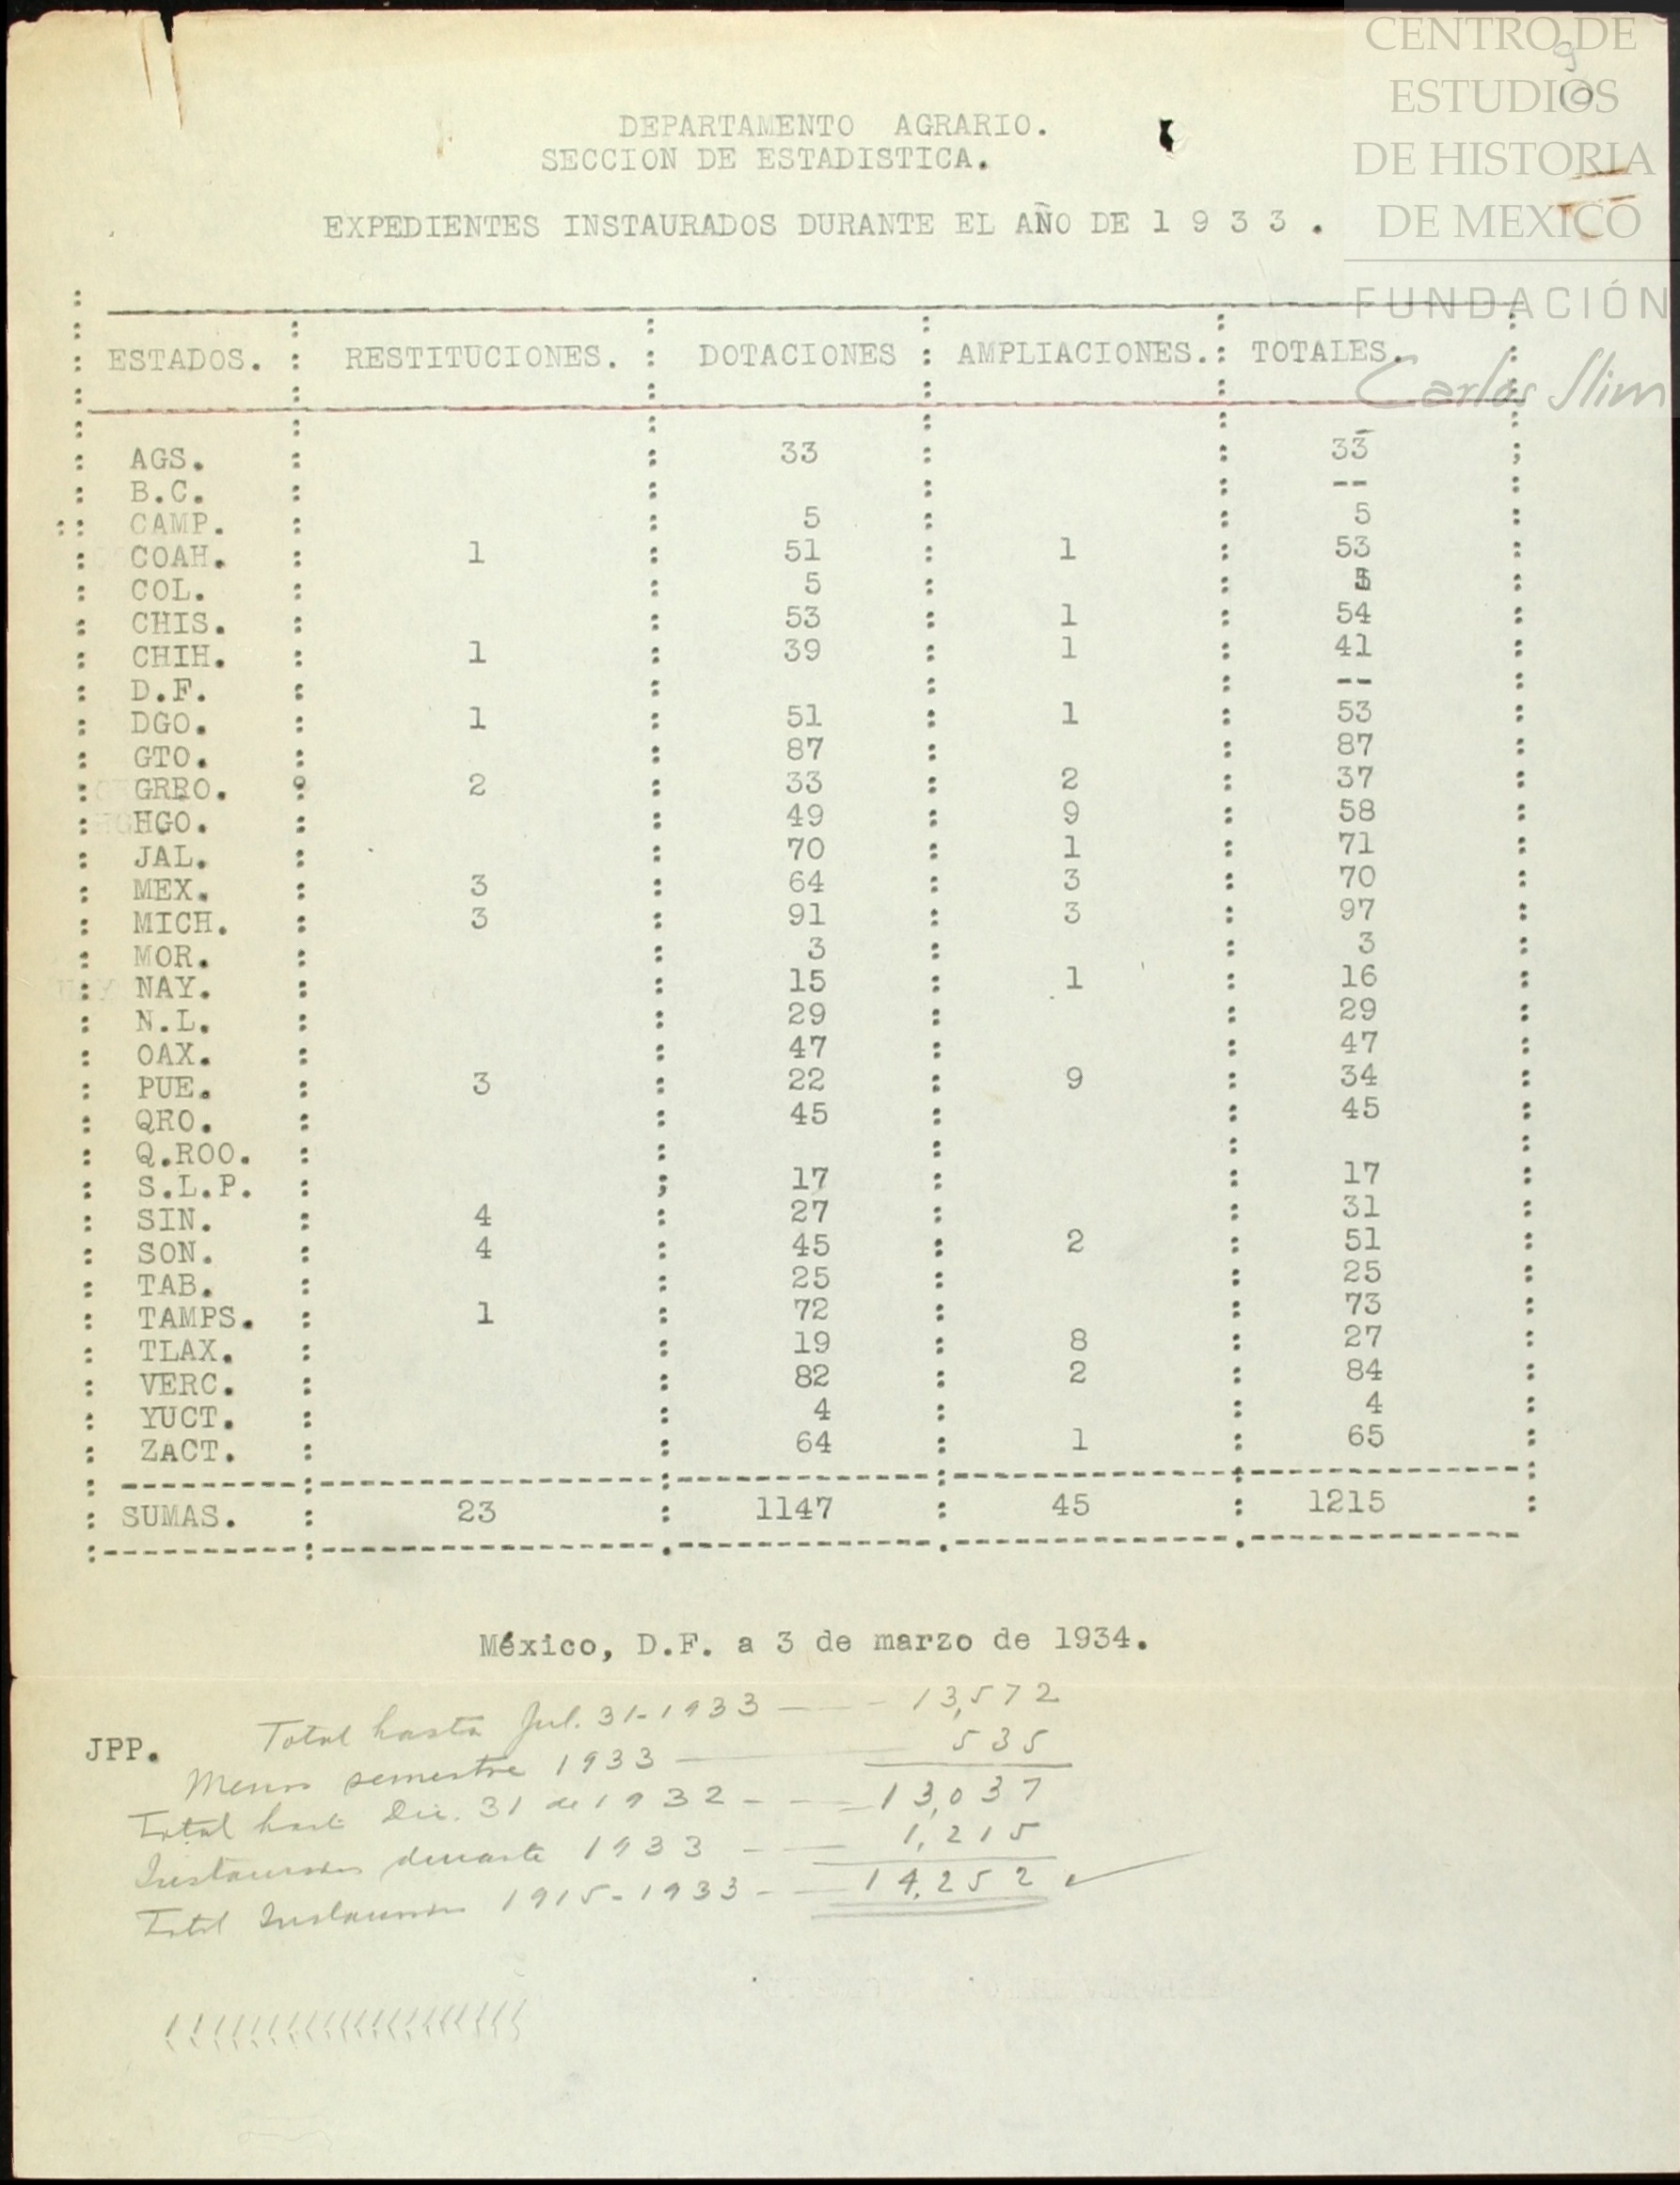 CENTRO DE
ESTUDIOS
DE HISTORIA
DE MEXICO
FUNDACIÓN
Carlos Slim
9
10
DEPARTAMENTO AGRARIO.
SECCION DE ESTADISTICA.
EXPEDIENTES INSTAURADOS DURANTE EL AÑO DE 1 9 3 3 .
ESTADOS. : RESTITUCIONES. : DOTACIONES : AMPLIACIONES. : TOTALES. :
: AGS. : : 33 : : 33 ;
: B.C. : : : : -- :
:: CAMP. : : 5 : : 5 :
: COAH. : 1 : 51 : 1 : 53 :
: COL. : : 5 : : 5 :
: CHIS. : : 53 : 1 : 54 :
: CHIH. : 1 : 39 : 1 : 41 :
: D.F. : : : : -- :
: DGO. : 1 : 51 : 1 : 53 :
: GTO. : : 87 : : 87 :
: GRRO. : 2 : 33 : 2 : 37 :
: HGO. : : 49 : 9 : 58 :
: JAL. : : 70 : 1 : 71 :
: MEX. : 3 : 64 : 3 : 70 :
: MICH. : 3 : 91 : 3 : 97 :
: MOR. : : 3 : : 3 :
: NAY. : : 15 : 1 : 16 :
: N.L. : : 29 : : 29 :
: OAX. : : 47 : : 47 :
: PUE. : 3 : 22 : 9 : 34 :
: QRO. : : 45 : : 45 :
: Q.ROO. : : : : :
: S.L.P. : ; 17 : : 17 :
: SIN. : 4 : 27 : : 31 :
: SON. : 4 : 45 : 2 : 51 :
: TAB. : : 25 : : 25 :
: TAMPS. : 1 : 72 : : 73 :
: TLAX. : : 19 : 8 : 27 :
: VERC. : : 82 : 2 : 84 :
: YUCT. : : 4 : : 4 :
: ZACT. : : 64 : 1 : 65 :
: SUMAS. : 23 : 1147 : 45 : 1215 :
México, D.F. a 3 de marzo de 1934.
JPP.
Total hasta Jul. 31-1933 — — 13,572
Menos semestre 1933 — 535
Total hast Dic. 31 de 1932 - — 13,037
Instaurados durante 1933 — — 1,215
Total Instaurados 1915-1933 - — 14,252